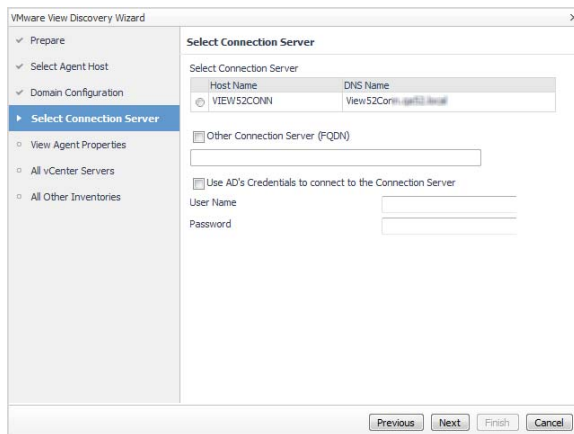 VMware View Discovery Wizard
Prepare
Select Agent Host
Domain Configuration
Select Connection Server
View Agent Properties
All vCenter Servers
All Other Inventories
Select Connection Server
Select Connection Server
Host Name DNS Name
VIEW52CONN
Other Connection Server (FQDN)
Use AD's Credentials to connect to the Connection Server
User Name
Password
Previous Next Finish Cancel